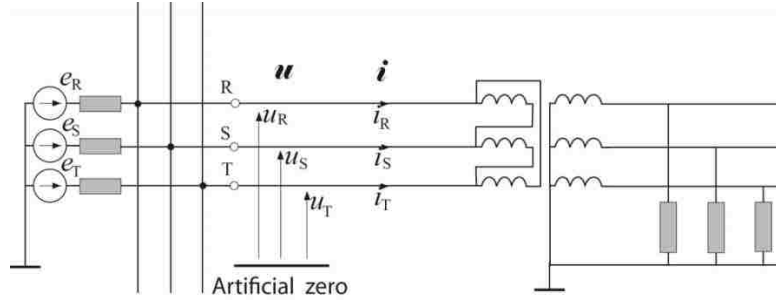 u i
e_R R u_R i_R
e_S S u_S i_S
e_T T u_T i_T
Artificial zero